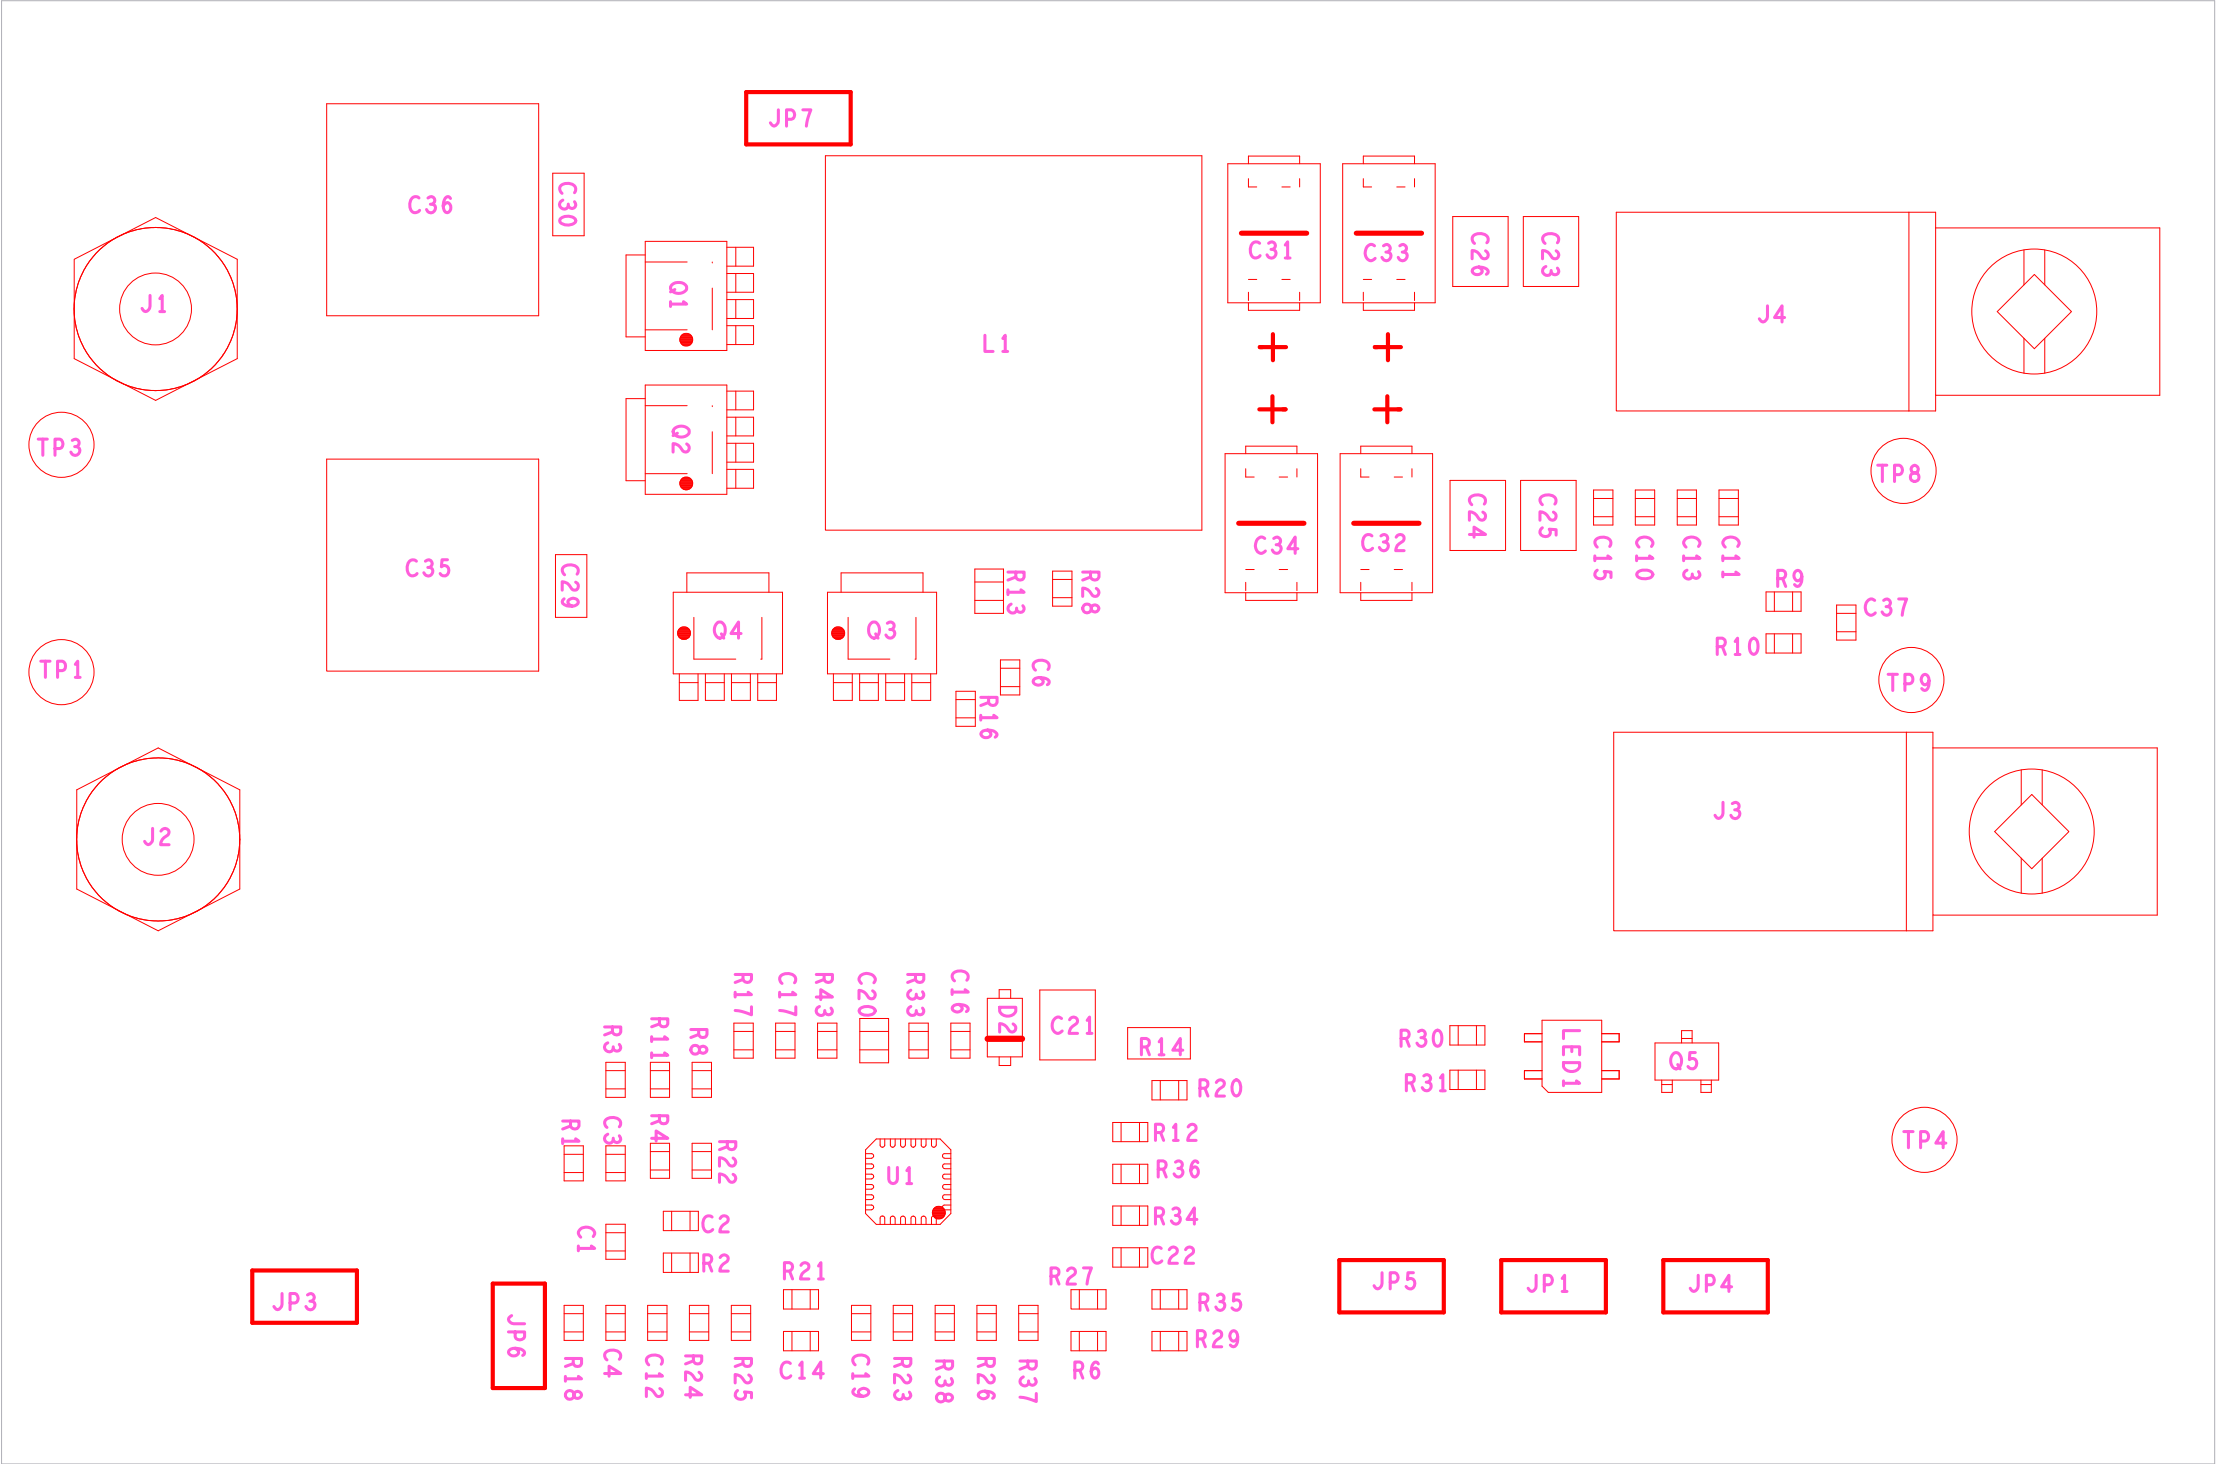 JP7
C36
C30
J1
Q1
L1
C31
C33
C26
C23
J4
+
+
+
+
TP3
Q2
TP8
C35
C29
C34
C32
C24
C25
C15
C10
C13
C11
R9
C37
R10
R13
R28
Q4
Q3
C6
R16
TP1
TP9
J2
J3
R17
C17
R43
C20
R33
C16
D2
C21
R14
R3
R11
R8
R30
LED1
Q5
R31
R20
R1
C3
R4
R22
R12
U1
R36
TP4
C2
R34
C1
R2
C22
R21
R27
JP3
JP6
R35
JP5
JP1
JP4
R29
R18
C4
C12
R24
R25
C14
C19
R23
R38
R26
R37
R6